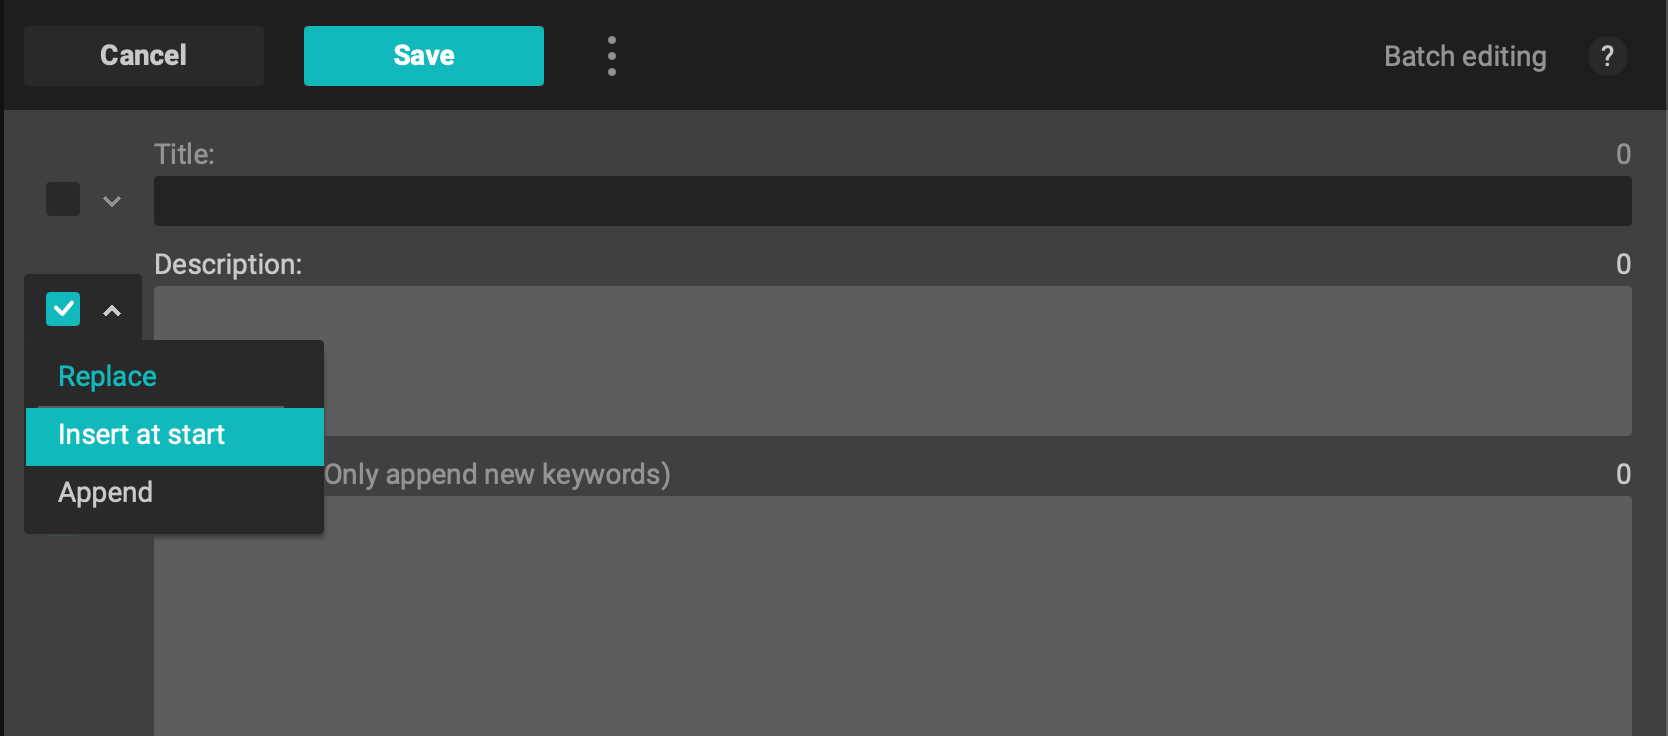 Cancel
Save
Batch editing
?
Title:
0
Description:
0
Replace
Insert at start
Append
Only append new keywords)
0